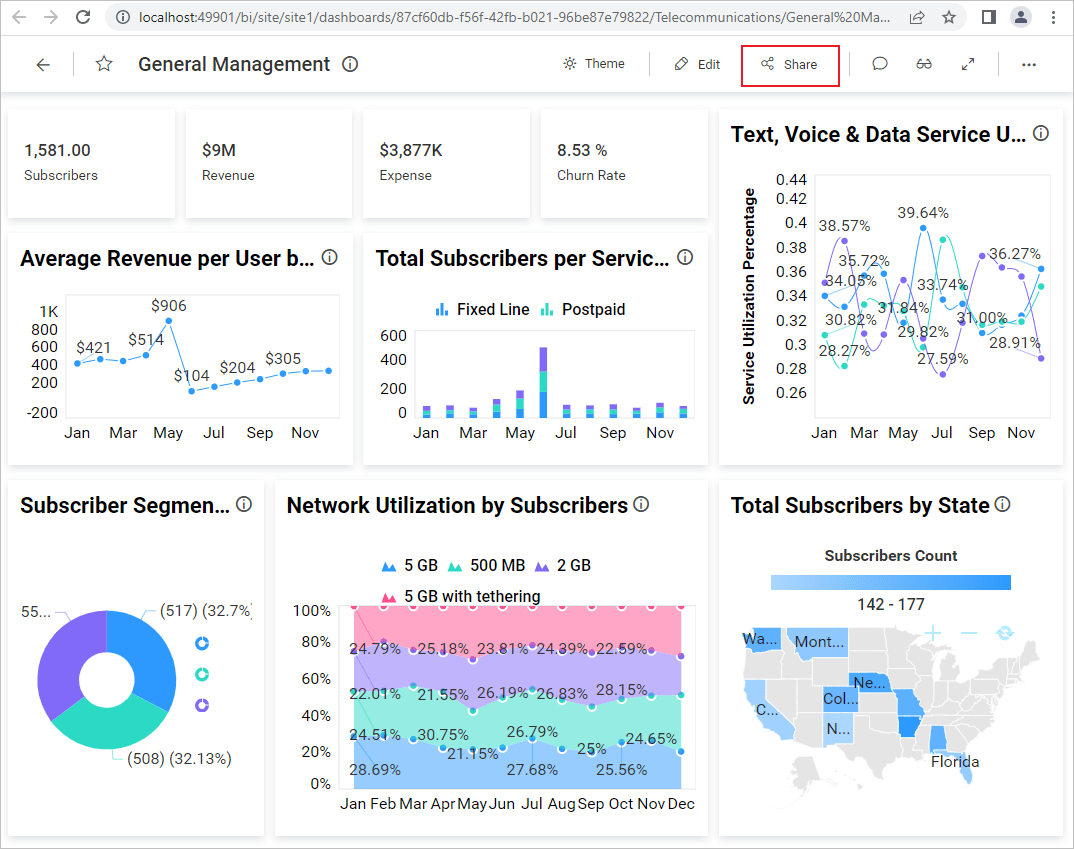 localhost:49901/bi/site/site1/dashboards/87cf60db-f56f-42fb-b021-96be87e79822/Telecommunications/General%20Ma...
General Management
Theme
Edit
Share
1,581.00
Subscribers
$9M
Revenue
$3,877K
Expense
8.53 %
Churn Rate
Text, Voice & Data Service U...
Service Utilization Percentage
0.44
0.42
0.4
0.38
0.36
0.34
0.32
0.3
0.28
0.26
38.57%
39.64%
35.72%
36.27%
34.05%
33.74%
30.82%
31.84%
31.00%
29.82%
28.27%
27.59%
28.91%
Jan Mar May Jul Sep Nov
Average Revenue per User b...
1K
800
600
400
200
-200
$421
$514
$906
$104
$204
$305
Jan Mar May Jul Sep Nov
Total Subscribers per Servic...
Fixed Line Postpaid
600
400
200
0
Jan Mar May Jul Sep Nov
Subscriber Segmen...
55...
(517) (32.7%)
(508) (32.13%)
Network Utilization by Subscribers
5 GB 500 MB 2 GB
5 GB with tethering
100%
80%
60%
40%
20%
0%
24.79% 25.18% 23.81% 24.39% 22.59%
22.01% 21.55% 26.19% 26.83% 28.15%
24.51% 30.75% 21.15% 26.79% 25% 24.65%
28.69% 27.68% 25.56%
Jan Feb Mar Apr May Jun Jul Aug Sep Oct Nov Dec
Total Subscribers by State
Subscribers Count
142 - 177
Wa...
Mont...
Ne...
Col...
C...
N...
Florida